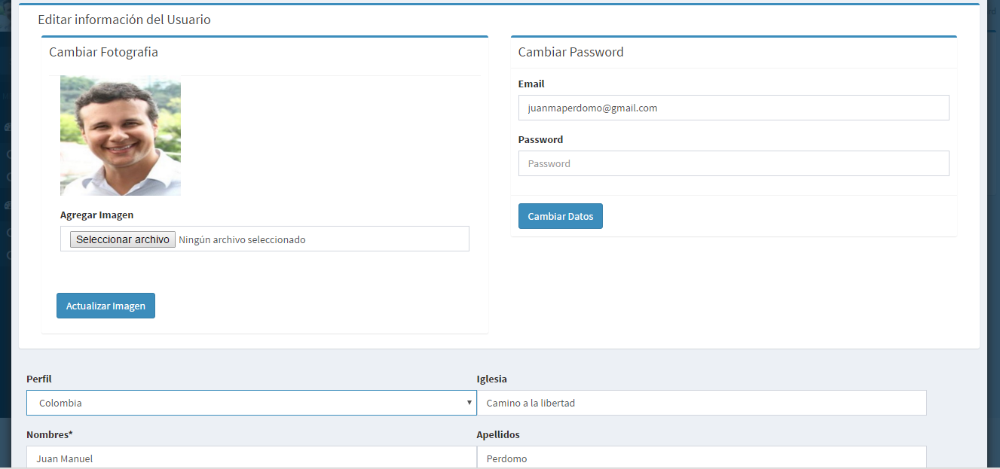 Editar información del Usuario
Cambiar Fotografia
Agregar Imagen
Seleccionar archivo Ningún archivo seleccionado
Actualizar Imagen
Cambiar Password
Email
juanmaperdomo@gmail.com
Password
Password
Cambiar Datos
Perfil
Colombia
Iglesia
Camino a la libertad
Nombres*
Juan Manuel
Apellidos
Perdomo